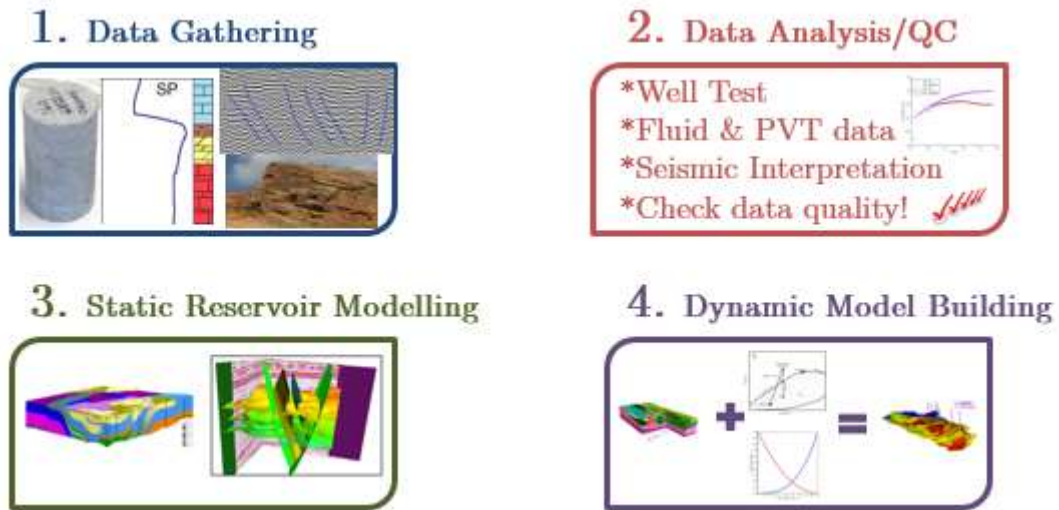 1. Data Gathering
SP
2. Data Analysis/QC
*Well Test
*Fluid & PVT data
*Seismic Interpretation
*Check data quality!
3. Static Reservoir Modelling
4. Dynamic Model Building